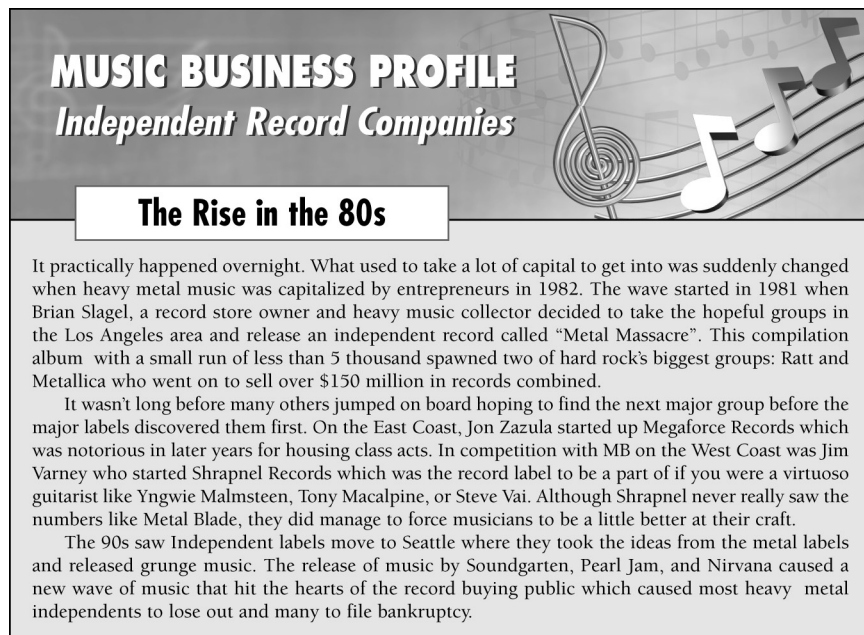 MUSIC BUSINESS PROFILE
Independent Record Companies
The Rise in the 80s
It practically happened overnight. What used to take a lot of capital to get into was suddenly changed
when heavy metal music was capitalized by entrepreneurs in 1982. The wave started in 1981 when
Brian Slagel, a record store owner and heavy music collector decided to take the hopeful groups in
the Los Angeles area and release an independent record called “Metal Massacre”. This compilation
album with a small run of less than 5 thousand spawned two of hard rock’s biggest groups: Ratt and
Metallica who went on to sell over $150 million in records combined.
It wasn’t long before many others jumped on board hoping to find the next major group before the
major labels discovered them first. On the East Coast, Jon Zazula started up Megaforce Records which
was notorious in later years for housing class acts. In competition with MB on the West Coast was Jim
Varney who started Shrapnel Records which was the record label to be a part of if you were a virtuoso
guitarist like Yngwie Malmsteen, Tony Macalpine, or Steve Vai. Although Shrapnel never really saw the
numbers like Metal Blade, they did manage to force musicians to be a little better at their craft.
The 90s saw Independent labels move to Seattle where they took the ideas from the metal labels
and released grunge music. The release of music by Soundgarten, Pearl Jam, and Nirvana caused a
new wave of music that hit the hearts of the record buying public which caused most heavy metal
independents to lose out and many to file bankruptcy.